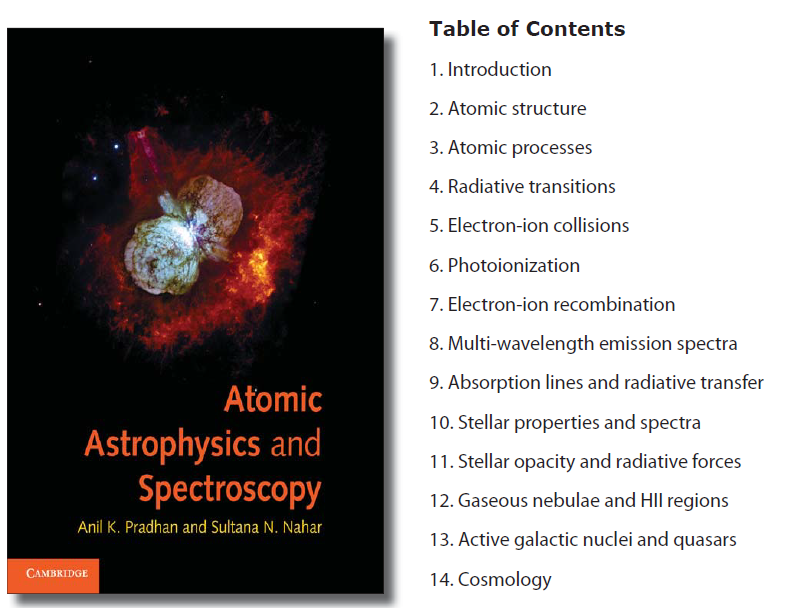 Atomic
Astrophysics and
Spectroscopy
Anil K. Pradhan and Sultana N. Nahar
CAMBRIDGE
Table of Contents
1. Introduction
2. Atomic structure
3. Atomic processes
4. Radiative transitions
5. Electron-ion collisions
6. Photoionization
7. Electron-ion recombination
8. Multi-wavelength emission spectra
9. Absorption lines and radiative transfer
10. Stellar properties and spectra
11. Stellar opacity and radiative forces
12. Gaseous nebulae and HII regions
13. Active galactic nuclei and quasars
14. Cosmology